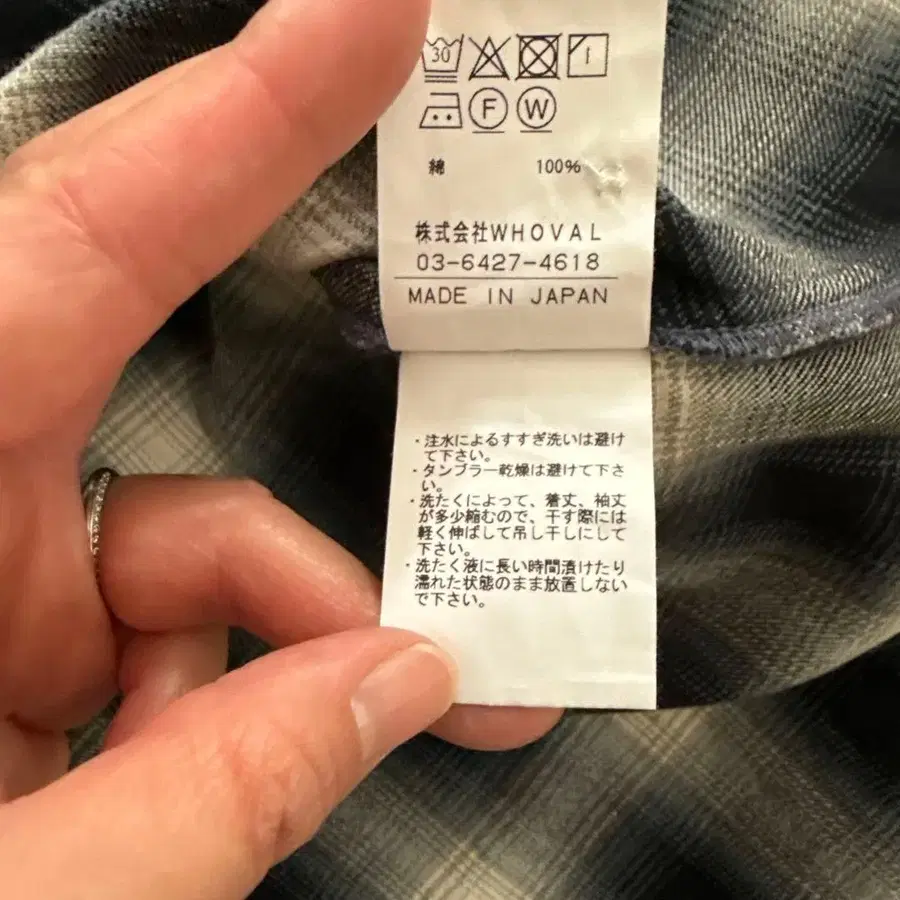 30
F W
綿 100%
株式会社WHOVAL
03-6427-4618
MADE IN JAPAN
・注水によるすすぎ洗いは避け
て下さい。
・タンブラー乾燥は避けて下さ
い。
・洗たくによって、着丈、袖丈
が多少縮むので、干す際には
軽く伸ばして吊し干しにして
下さい。
・洗たく液に長い時間漬けたり
濡れた状態のまま放置しない
で下さい。